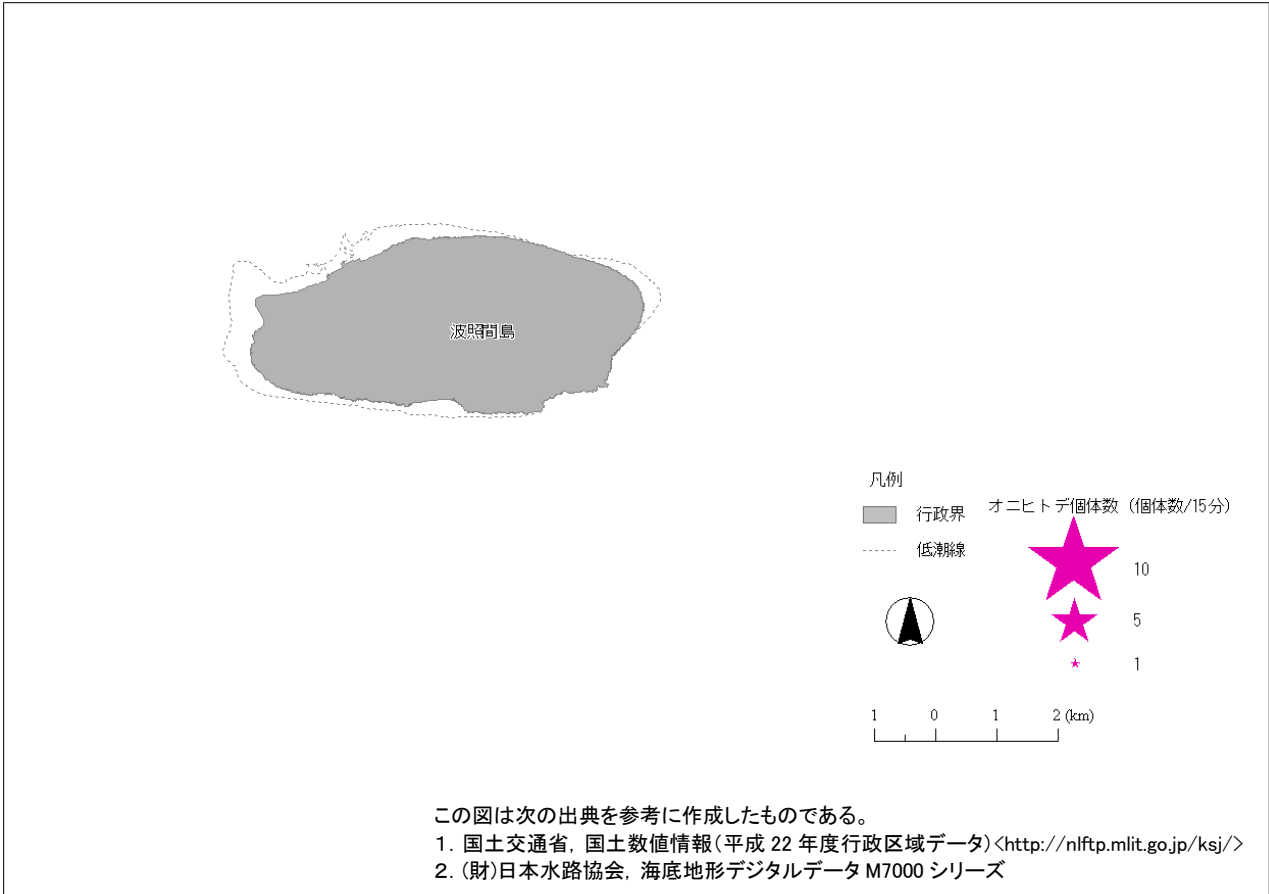 波照間島
凡例
行政界
低潮線
オニヒトデ個体数（個体数/15分）
10
5
1
1 0 1 2 (km)
この図は次の出典を参考に作成したものである。
1. 国土交通省, 国土数値情報(平成 22 年度行政区域データ)<http://nlftp.mlit.go.jp/ksj/>
2. (財)日本水路協会, 海底地形デジタルデータ M7000 シリーズ